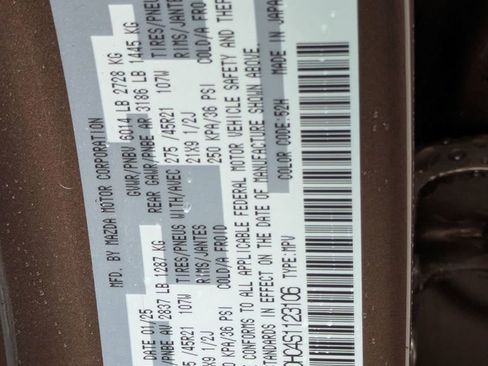 MFD. BY MAZDA MOTOR CORPORATION
DATE 01/25 GVWR/PNBV 6014 LB 2728 KG
PNBE AV 2837 LB 1287 KG REAR GAWR/PNBE AR 3186 LB 1445 KG
/45R21 107W TIRES/PNEUS WITH/AVEC 275 /45R21 107W TIRES/PNEUS
X9 1/2J RIMS/JANTES 21X9 1/2J RIMS/JANTES
KPA/36 PSI COLD/A FROID 250 KPA/36 PSI COLD/A FROID
CONFORMS TO ALL APPLICABLE FEDERAL MOTOR VEHICLE SAFETY AND THEFT
STANDARDS IN EFFECT ON THE DATE OF MANUFACTURE SHOWN ABOVE.
COLOR CODE:52H MADE IN JAPAN
HCAS1123106 TYPE:MPV